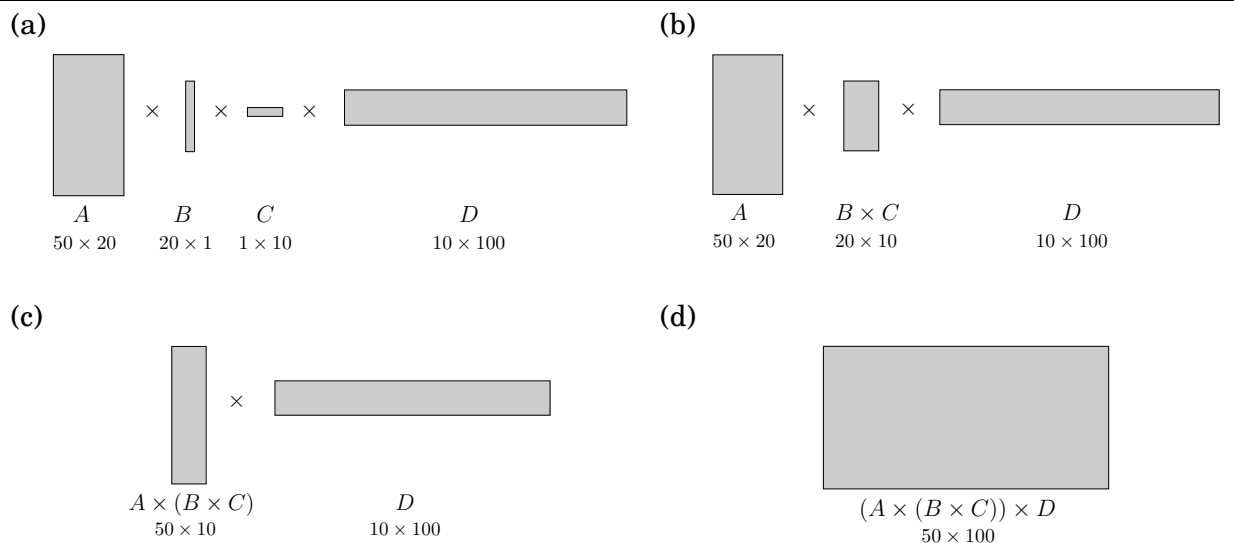 (a)
× × ×
A B C D
50 × 20 20 × 1 1 × 10 10 × 100
(b)
× ×
A B × C D
50 × 20 20 × 10 10 × 100
(c)
×
A × (B × C) D
50 × 10 10 × 100
(d)
(A × (B × C)) × D
50 × 100